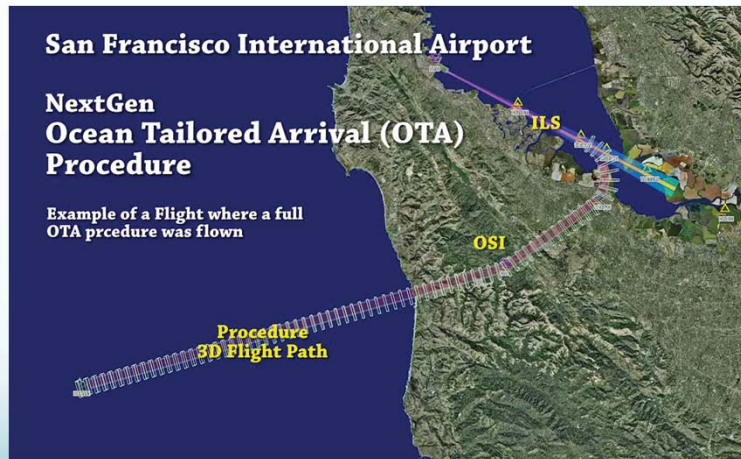 San Francisco International Airport
NextGen
Ocean Tailored Arrival (OTA)
Procedure
Example of a Flight where a full
OTA prcedure was flown
ILS
OSI
Procedure
3D Flight Path